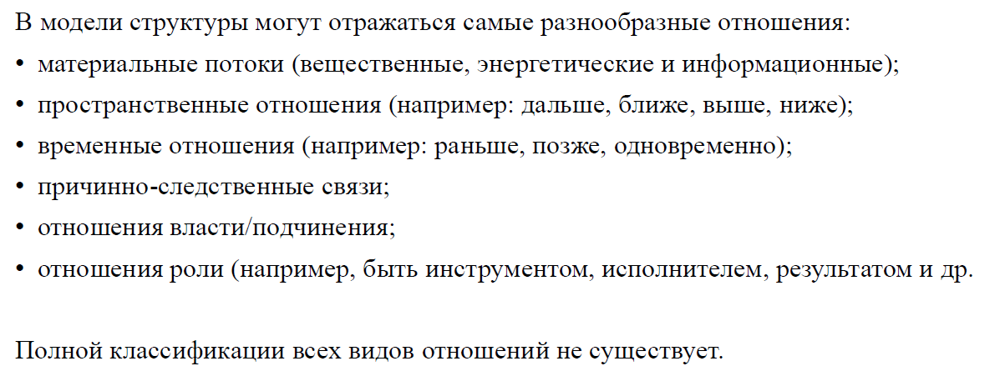 В модели структуры могут отражаться самые разнообразные отношения:
• материальные потоки (вещественные, энергетические и информационные);
• пространственные отношения (например: дальше, ближе, выше, ниже);
• временные отношения (например: раньше, позже, одновременно);
• причинно-следственные связи;
• отношения власти/подчинения;
• отношения роли (например, быть инструментом, исполнителем, результатом и др.
Полной классификации всех видов отношений не существует.